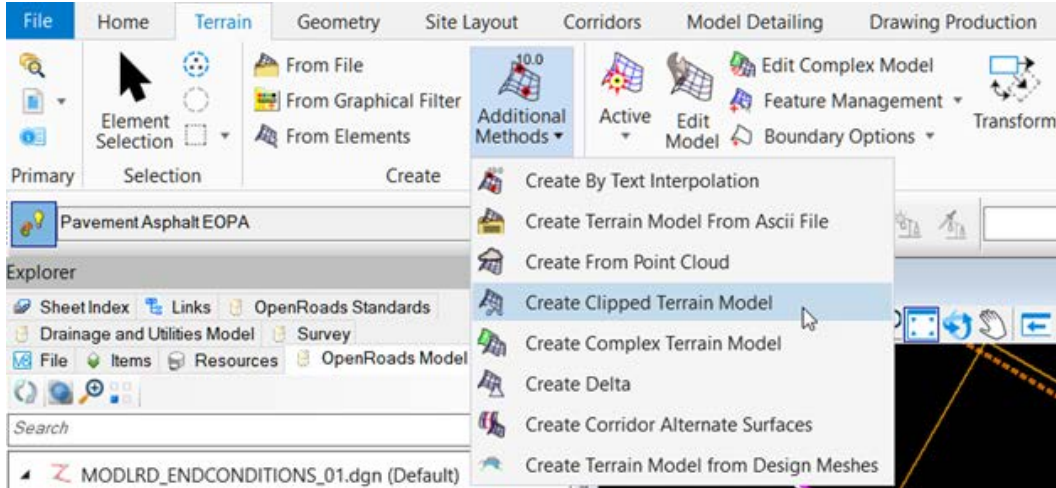 File Home Terrain Geometry Site Layout Corridors Model Detailing Drawing Production
From File
From Graphical Filter
From Elements
Element
Selection
10.0
Additional
Methods
Active
Edit
Model
Edit Complex Model
Feature Management
Boundary Options
Transform
Primary Selection Create
Create By Text Interpolation
Create Terrain Model From Ascii File
Create From Point Cloud
Create Clipped Terrain Model
Create Complex Terrain Model
Create Delta
Create Corridor Alternate Surfaces
Create Terrain Model from Design Meshes
Pavement Asphalt EOPA
Explorer
Sheet Index Links OpenRoads Standards
Drainage and Utilities Model Survey
File Items Resources OpenRoads Model
Search
MODLRD_ENDCONDITIONS_01.dgn (Default)